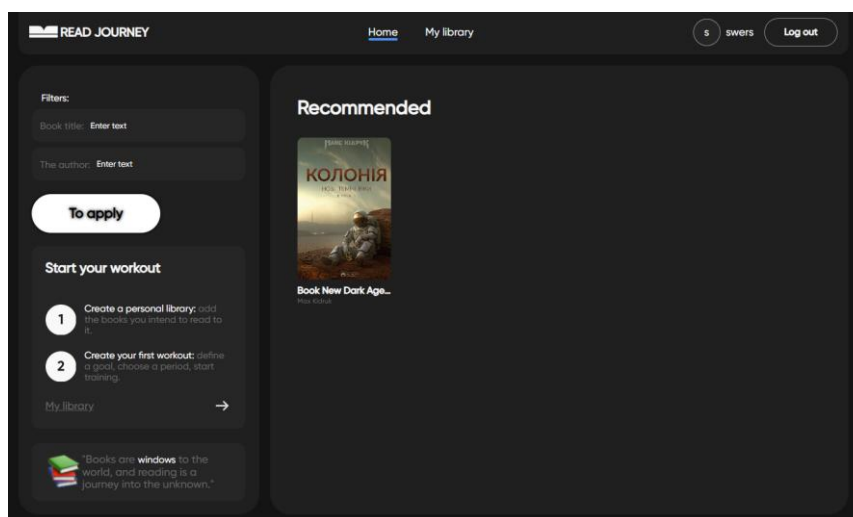 READ JOURNEY
Home
My library
s
swers
Log out
Filters:
Book title: Enter text
The author: Enter text
To apply
Start your workout
1
Create a personal library: add
the books you intend to read to
it.
2
Create your first workout: define
a goal, choose a period, start
training.
My library
"Books are windows to the
world, and reading is a
journey into the unknown."
Recommended
КОЛОНІЯ
Book New Dark Age...
Max Kidruk